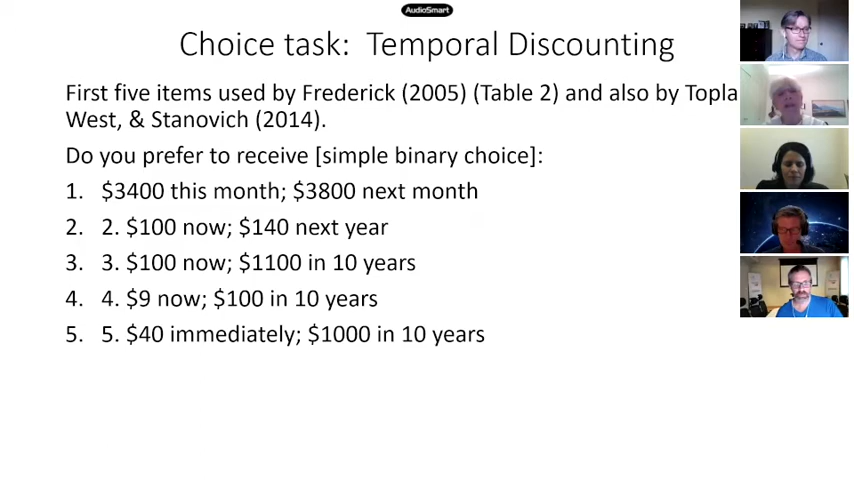 AudioSmart
Choice task: Temporal Discounting
First five items used by Frederick (2005) (Table 2) and also by Topla
West, & Stanovich (2014).
Do you prefer to receive [simple binary choice]:
1. $3400 this month; $3800 next month
2. 2. $100 now; $140 next year
3. 3. $100 now; $1100 in 10 years
4. 4. $9 now; $100 in 10 years
5. 5. $40 immediately; $1000 in 10 years